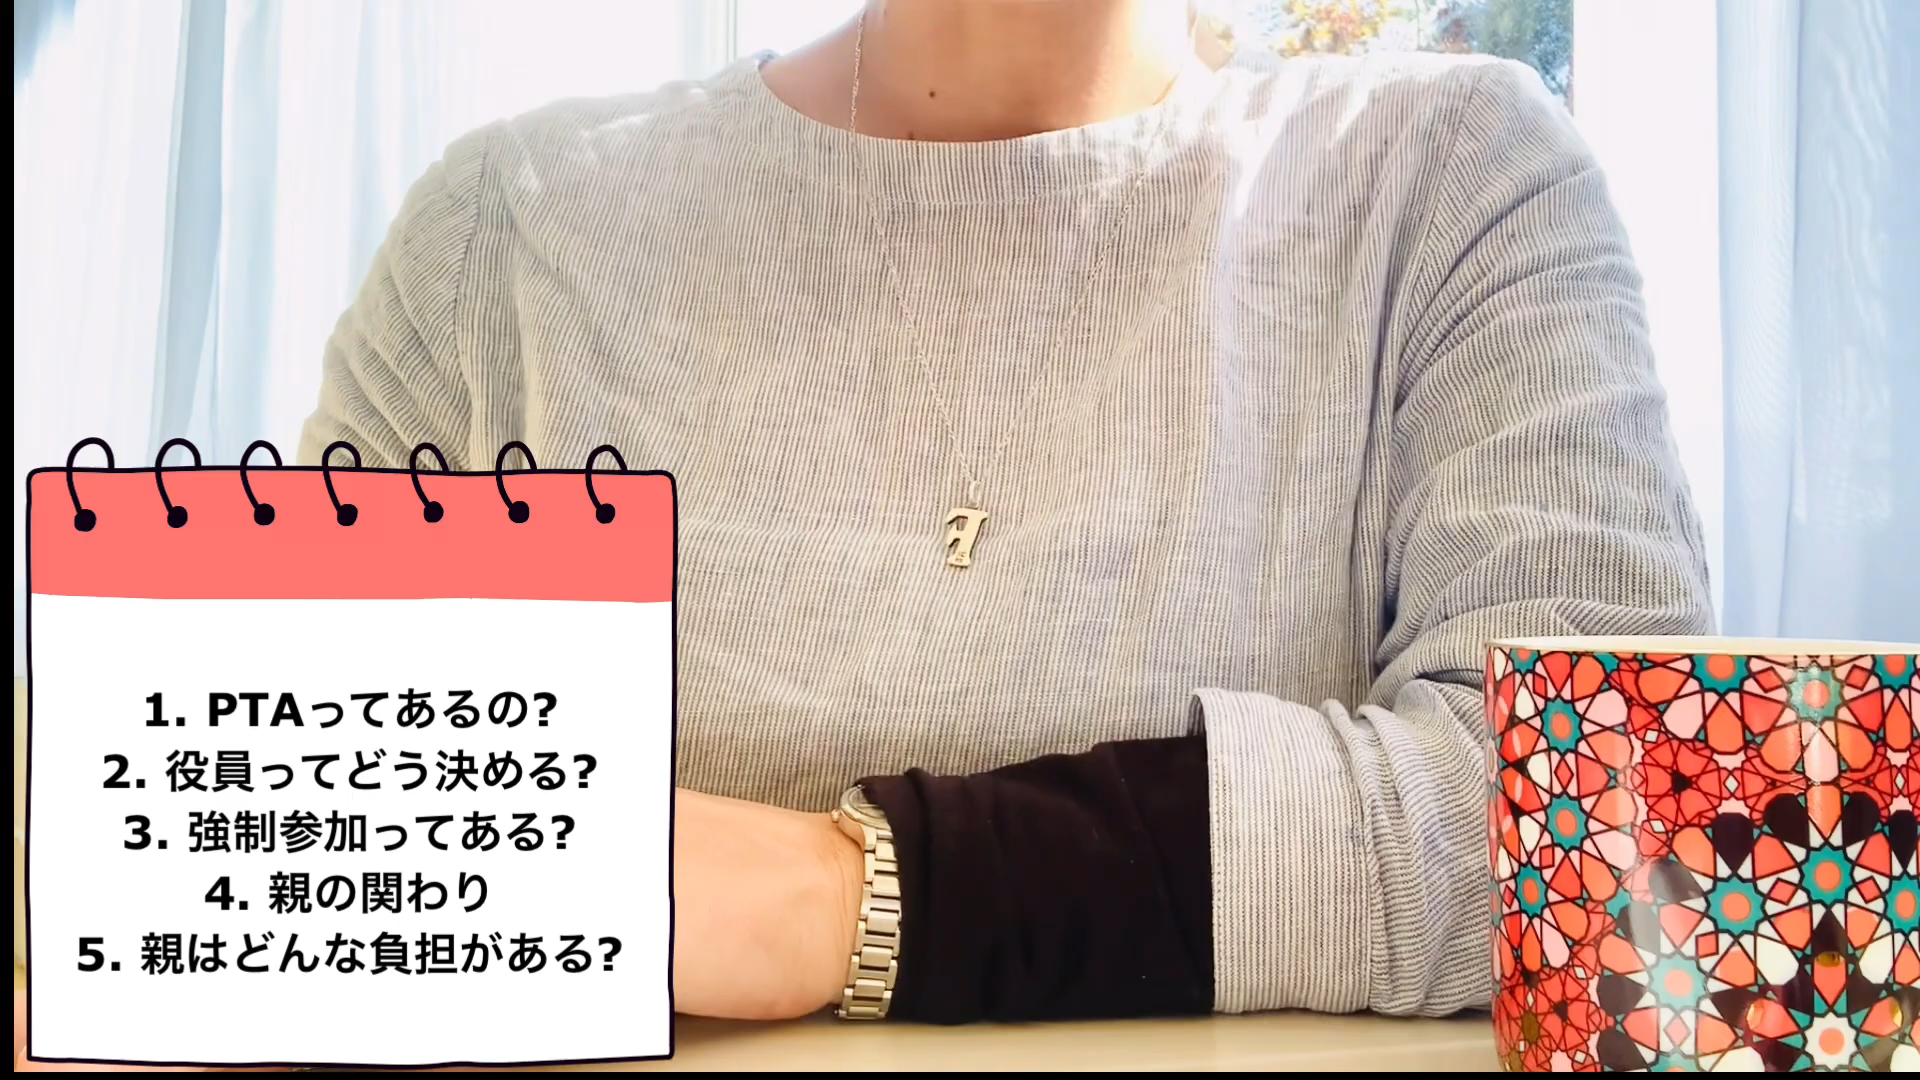 1. PTAってあるの?
2. 役員ってどう決める?
3. 強制参加ってある?
4. 親の関わり
5. 親はどんな負担がある?